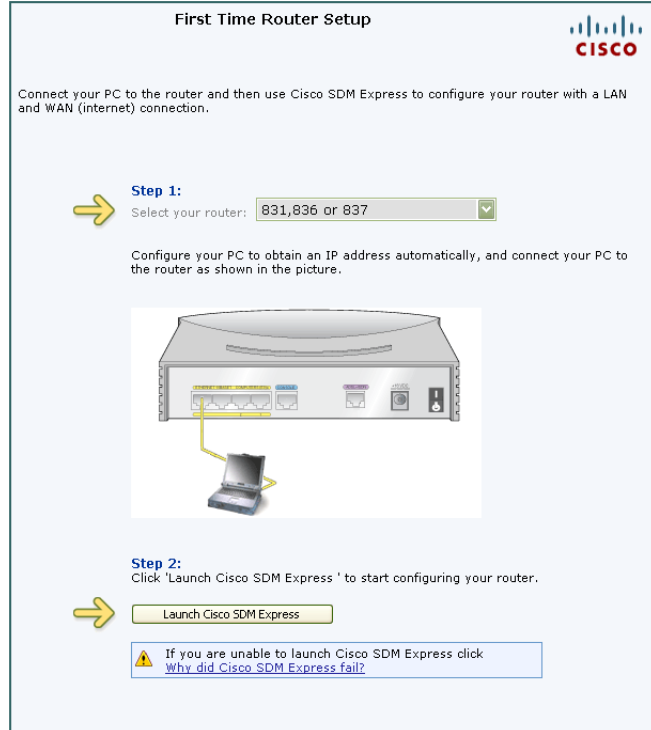 First Time Router Setup
CISCO
Connect your PC to the router and then use Cisco SDM Express to configure your router with a LAN
and WAN (internet) connection.
Step 1:
Select your router: 831,836 or 837
Configure your PC to obtain an IP address automatically, and connect your PC to
the router as shown in the picture.
Step 2:
Click 'Launch Cisco SDM Express ' to start configuring your router.
Launch Cisco SDM Express
If you are unable to launch Cisco SDM Express click
Why did Cisco SDM Express fail?